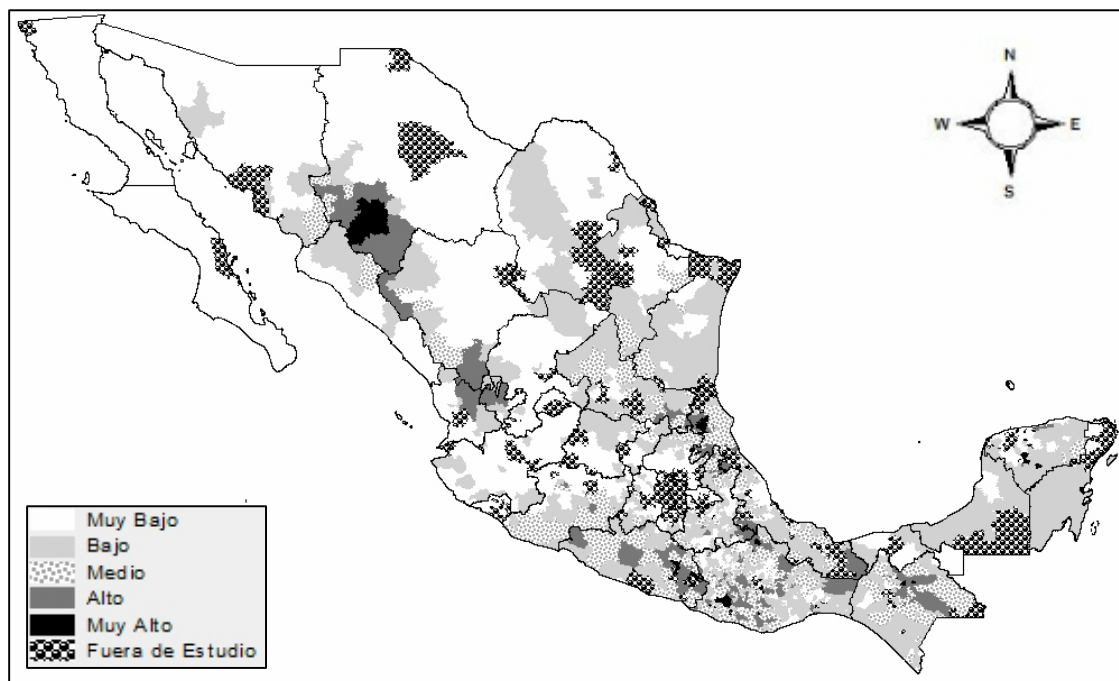 N
W E
S
Muy Bajo
Bajo
Medio
Alto
Muy Alto
Fuera de Estudio